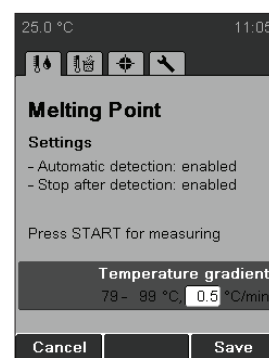 25.0 °C 11:05
Melting Point
Settings
- Automatic detection: enabled
- Stop after detection: enabled
Press START for measuring
Temperature gradient
79 - 99 °C, 0.5 °C/min
Cancel Save